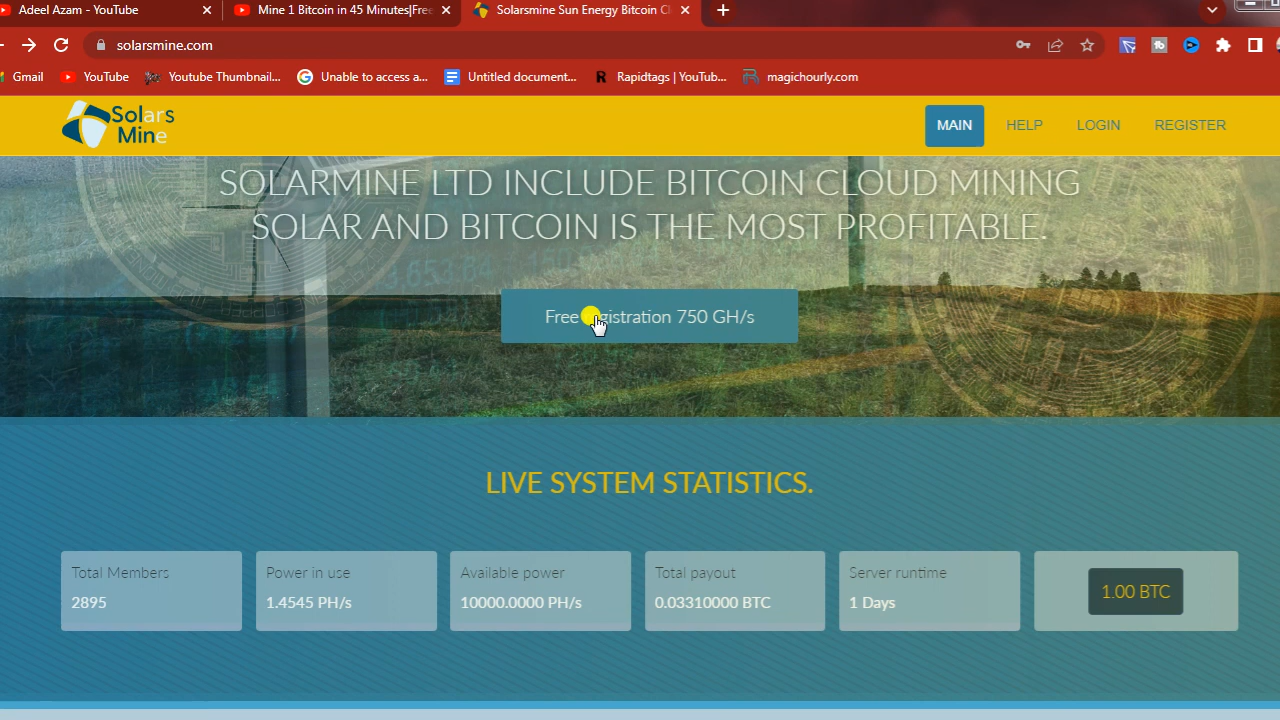 Adeel Azam - YouTube
Mine 1 Bitcoin in 45 Minutes|Free
Solarsmine Sun Energy Bitcoin Cl
solarsmine.com
Gmail
YouTube
Youtube Thumbnail...
Unable to access a...
Untitled document...
Rapidtags | YouTub...
magichourly.com
Solars
Mine
MAIN
HELP
LOGIN
REGISTER
SOLARMINE LTD INCLUDE BITCOIN CLOUD MINING
SOLAR AND BITCOIN IS THE MOST PROFITABLE.
Free egistration 750 GH/s
LIVE SYSTEM STATISTICS.
Total Members
2895
Power in use
1.4545 PH/s
Available power
10000.0000 PH/s
Total payout
0.03310000 BTC
Server runtime
1 Days
1.00 BTC